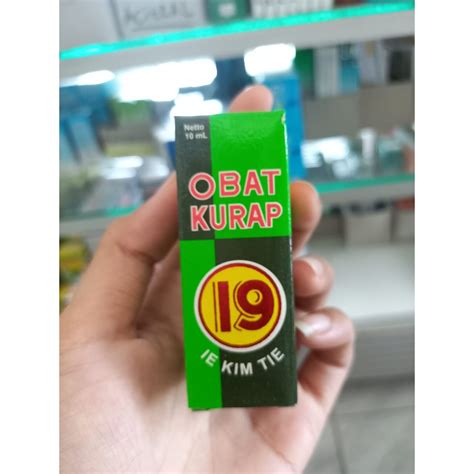 Netto
10 mL
OBAT
KURAP
19
IE KIM TIE